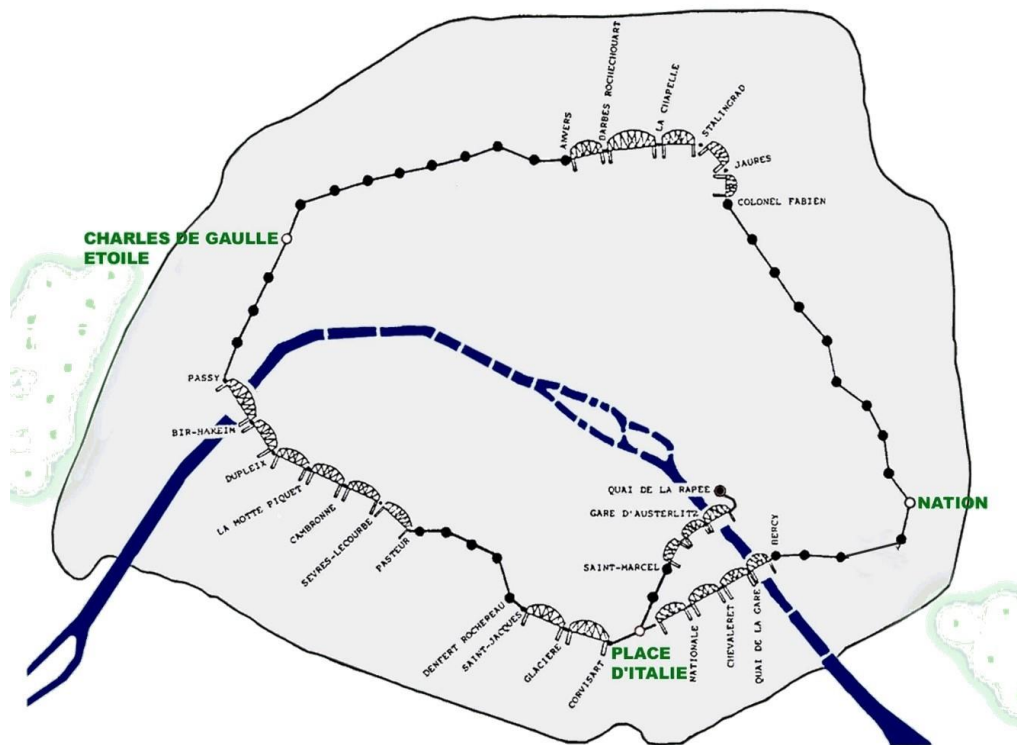 ANVERS
BARBES ROCHECHOUART
LA CHAPELLE
STALINGRAD
JAURES
COLONEL FABIEN
CHARLES DE GAULLE
ETOILE
PASSY
BIR-HAKEIM
DUPLEIX
LA MOTTE PIQUET
CAMBRONNE
SEVRES-LECOURBE
PASTEUR
QUAI DE LA RAPEE
GARE D'AUSTERLITZ
SAINT-MARCEL
NATION
BERCY
DENFERT ROCHEREAU
SAINT-JACQUES
GLACIERE
CORVISART
PLACE
D'ITALIE
NATIONALE
CHEVALERET
QUAI DE LA GARE